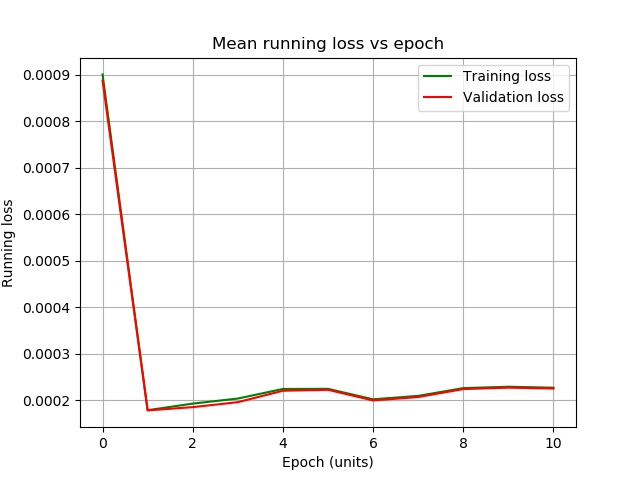 Mean running loss vs epoch
Training loss
Validation loss
0.0009
0.0008
0.0007
0.0006
0.0005
0.0004
0.0003
0.0002
Running loss
0 2 4 6 8 10
Epoch (units)